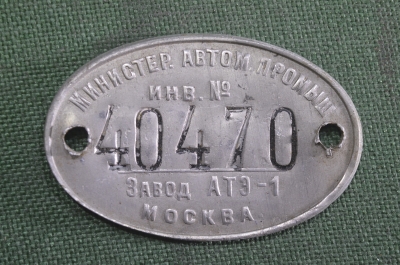 МИНИСТЕР. АВТОМ. ПРОМЫШ.
ИНВ. №
40470
ЗАВОД АТЭ-1
МОСКВА